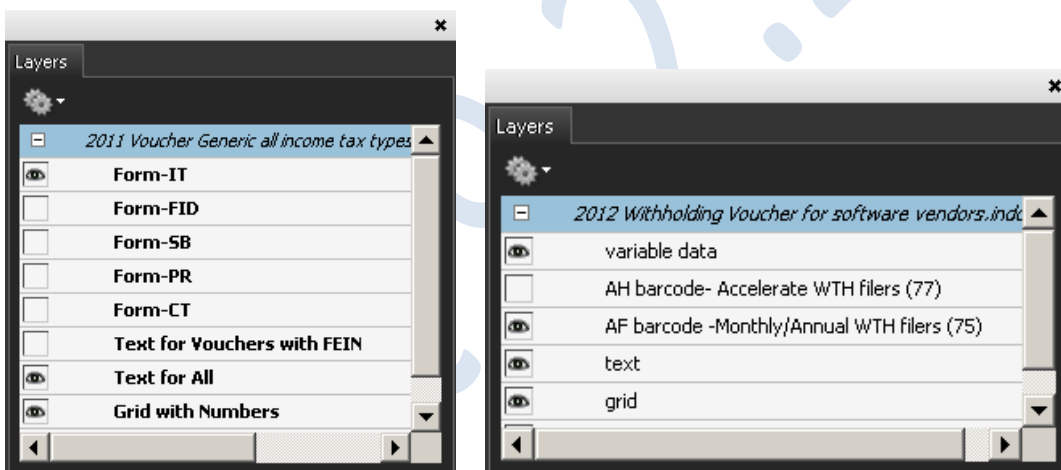 Layers
2011 Voucher Generic all income tax types
Form-IT
Form-FID
Form-SB
Form-PR
Form-CT
Text for Vouchers with FEIN
Text for All
Grid with Numbers
Layers
2012 Withholding Voucher for software vendors.indd
variable data
AH barcode- Accelerate WTH filers (77)
AF barcode -Monthly/Annual WTH filers (75)
text
grid